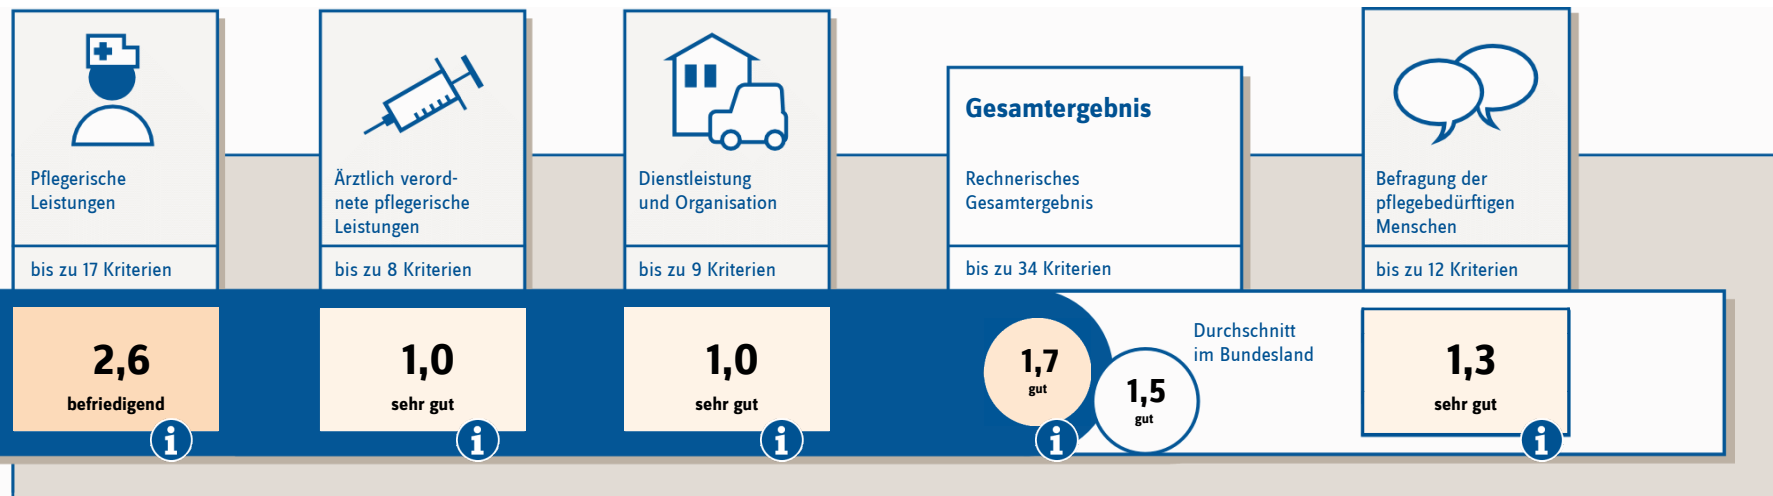 Pflegerische
Leistungen
bis zu 17 Kriterien
2,6
befriedigend
Ärztlich verord-
nete pflegerische
Leistungen
bis zu 8 Kriterien
1,0
sehr gut
Dienstleistung
und Organisation
bis zu 9 Kriterien
1,0
sehr gut
Gesamtergebnis
Rechnerisches
Gesamtergebnis
bis zu 34 Kriterien
1,7
gut
1,5
gut
Durchschnitt
im Bundesland
Befragung der
pflegebedürftigen
Menschen
bis zu 12 Kriterien
1,3
sehr gut